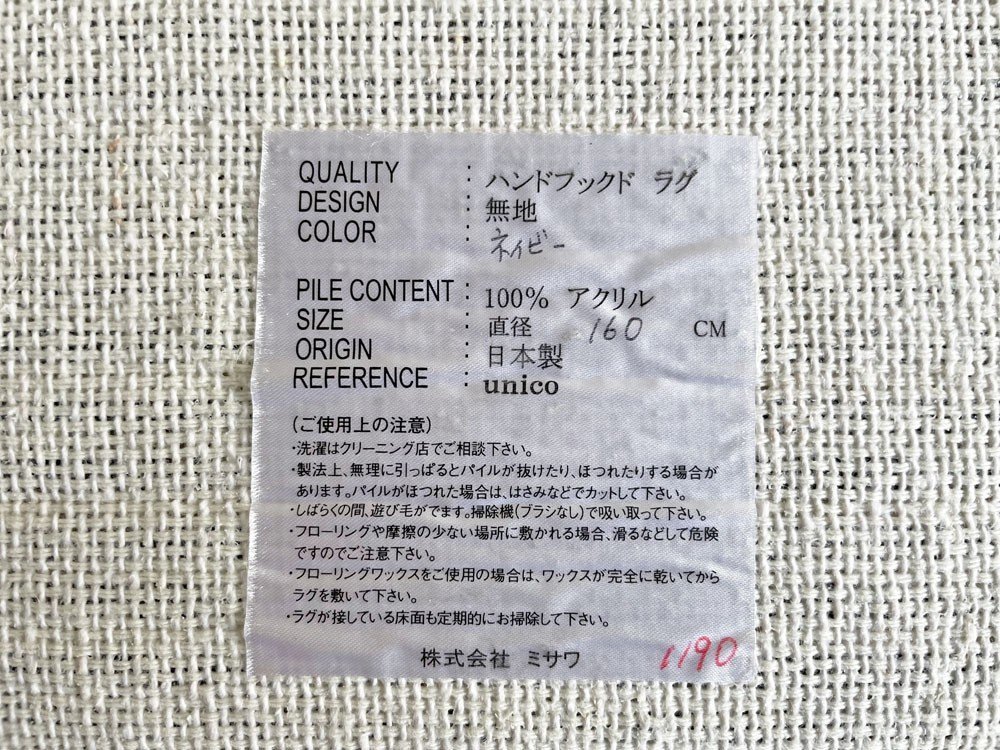 QUALITY : ハンドフックド ラグ
DESIGN : 無地
COLOR : ネイビー
PILE CONTENT : 100% アクリル
SIZE : 直径 160 CM
ORIGIN : 日本製
REFERENCE : unico
(ご使用上の注意)
・洗濯はクリーニング店でご相談下さい。
・製法上、無理に引っぱるとパイルが抜けたり、ほつれたりする場合が
あります。パイルがほつれた場合は、はさみなどでカットして下さい。
・しばらくの間、遊び毛がでます。掃除機(ブラシなし)で吸い取って下さい。
・フローリングや摩擦の少ない場所に敷かれる場合、滑るなどして危険
ですのでご注意下さい。
・フローリングワックスをご使用の場合は、ワックスが完全に乾いてから
ラグを敷いて下さい。
・ラグが接している床面も定期的にお掃除して下さい。
株式会社 ミサワ 1190